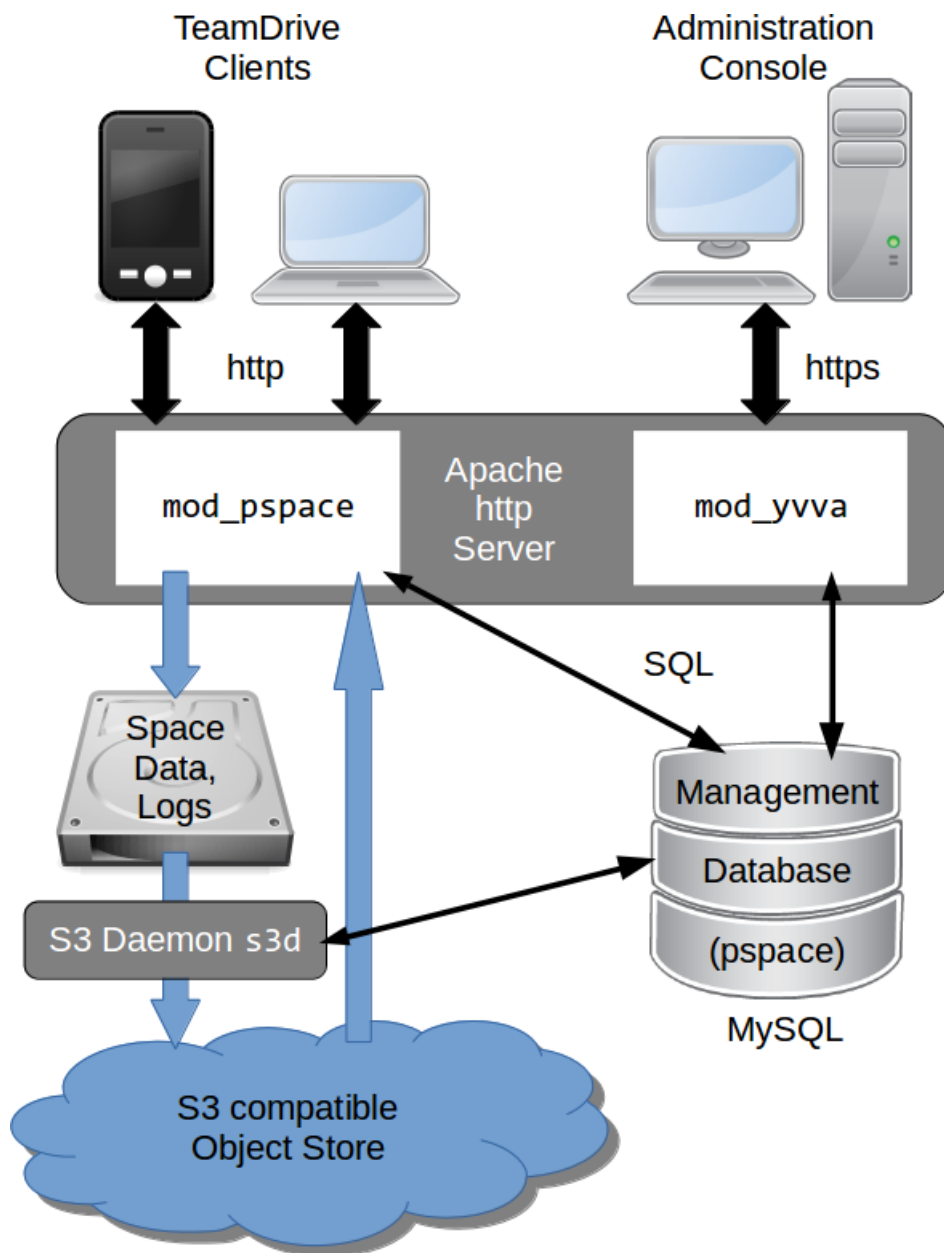 TeamDrive
Clients
Administration
Console
http
https
mod_pspace
Apache
http
Server
mod_yvva
SQL
Space
Data,
Logs
Management
Database
(pspace)
MySQL
S3 Daemon s3d
S3 compatible
Object Store